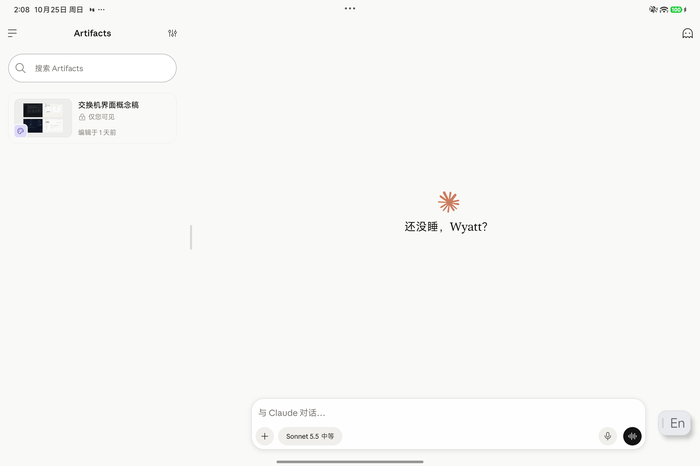 2:08 10月25日 周日
100
Artifacts
搜索 Artifacts
交换机界面概念稿
仅您可见
编辑于 1 天前
还没睡，Wyatt?
与 Claude 对话...
Sonnet 5.5 中等
En